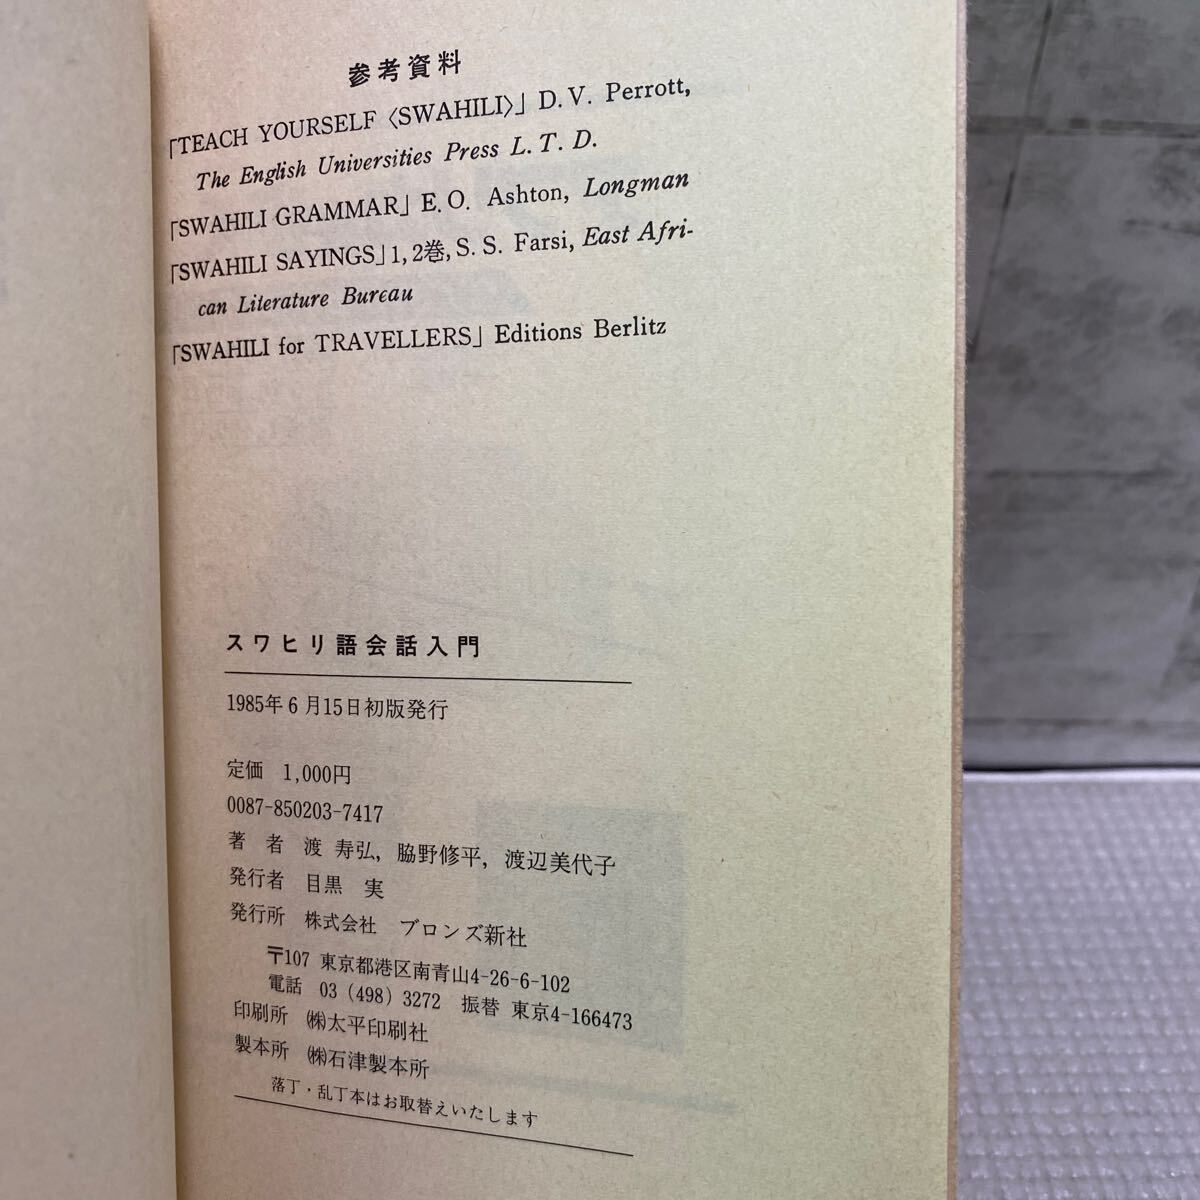 参考資料
「TEACH YOURSELF 〈SWAHILI〉」 D. V. Perrott,
The English Universities Press L. T. D.
「SWAHILI GRAMMAR」 E. O. Ashton, Longman
「SWAHILI SAYINGS」 1, 2巻, S. S. Farsi, East Afri-
can Literature Bureau
「SWAHILI for TRAVELLERS」 Editions Berlitz
スワヒリ語会話入門
1985年6月15日初版発行
定価 1,000円
0087-850203-7417
著 者 渡 寿弘, 脇野修平, 渡辺美代子
発行者 目黒 実
発行所 株式会社 ブロンズ新社
〒107 東京都港区南青山4-26-6-102
電話 03 (498) 3272 振替 東京4-166473
印刷所 ㈱太平印刷社
製本所 ㈱石津製本所
落丁・乱丁本はお取替えいたします